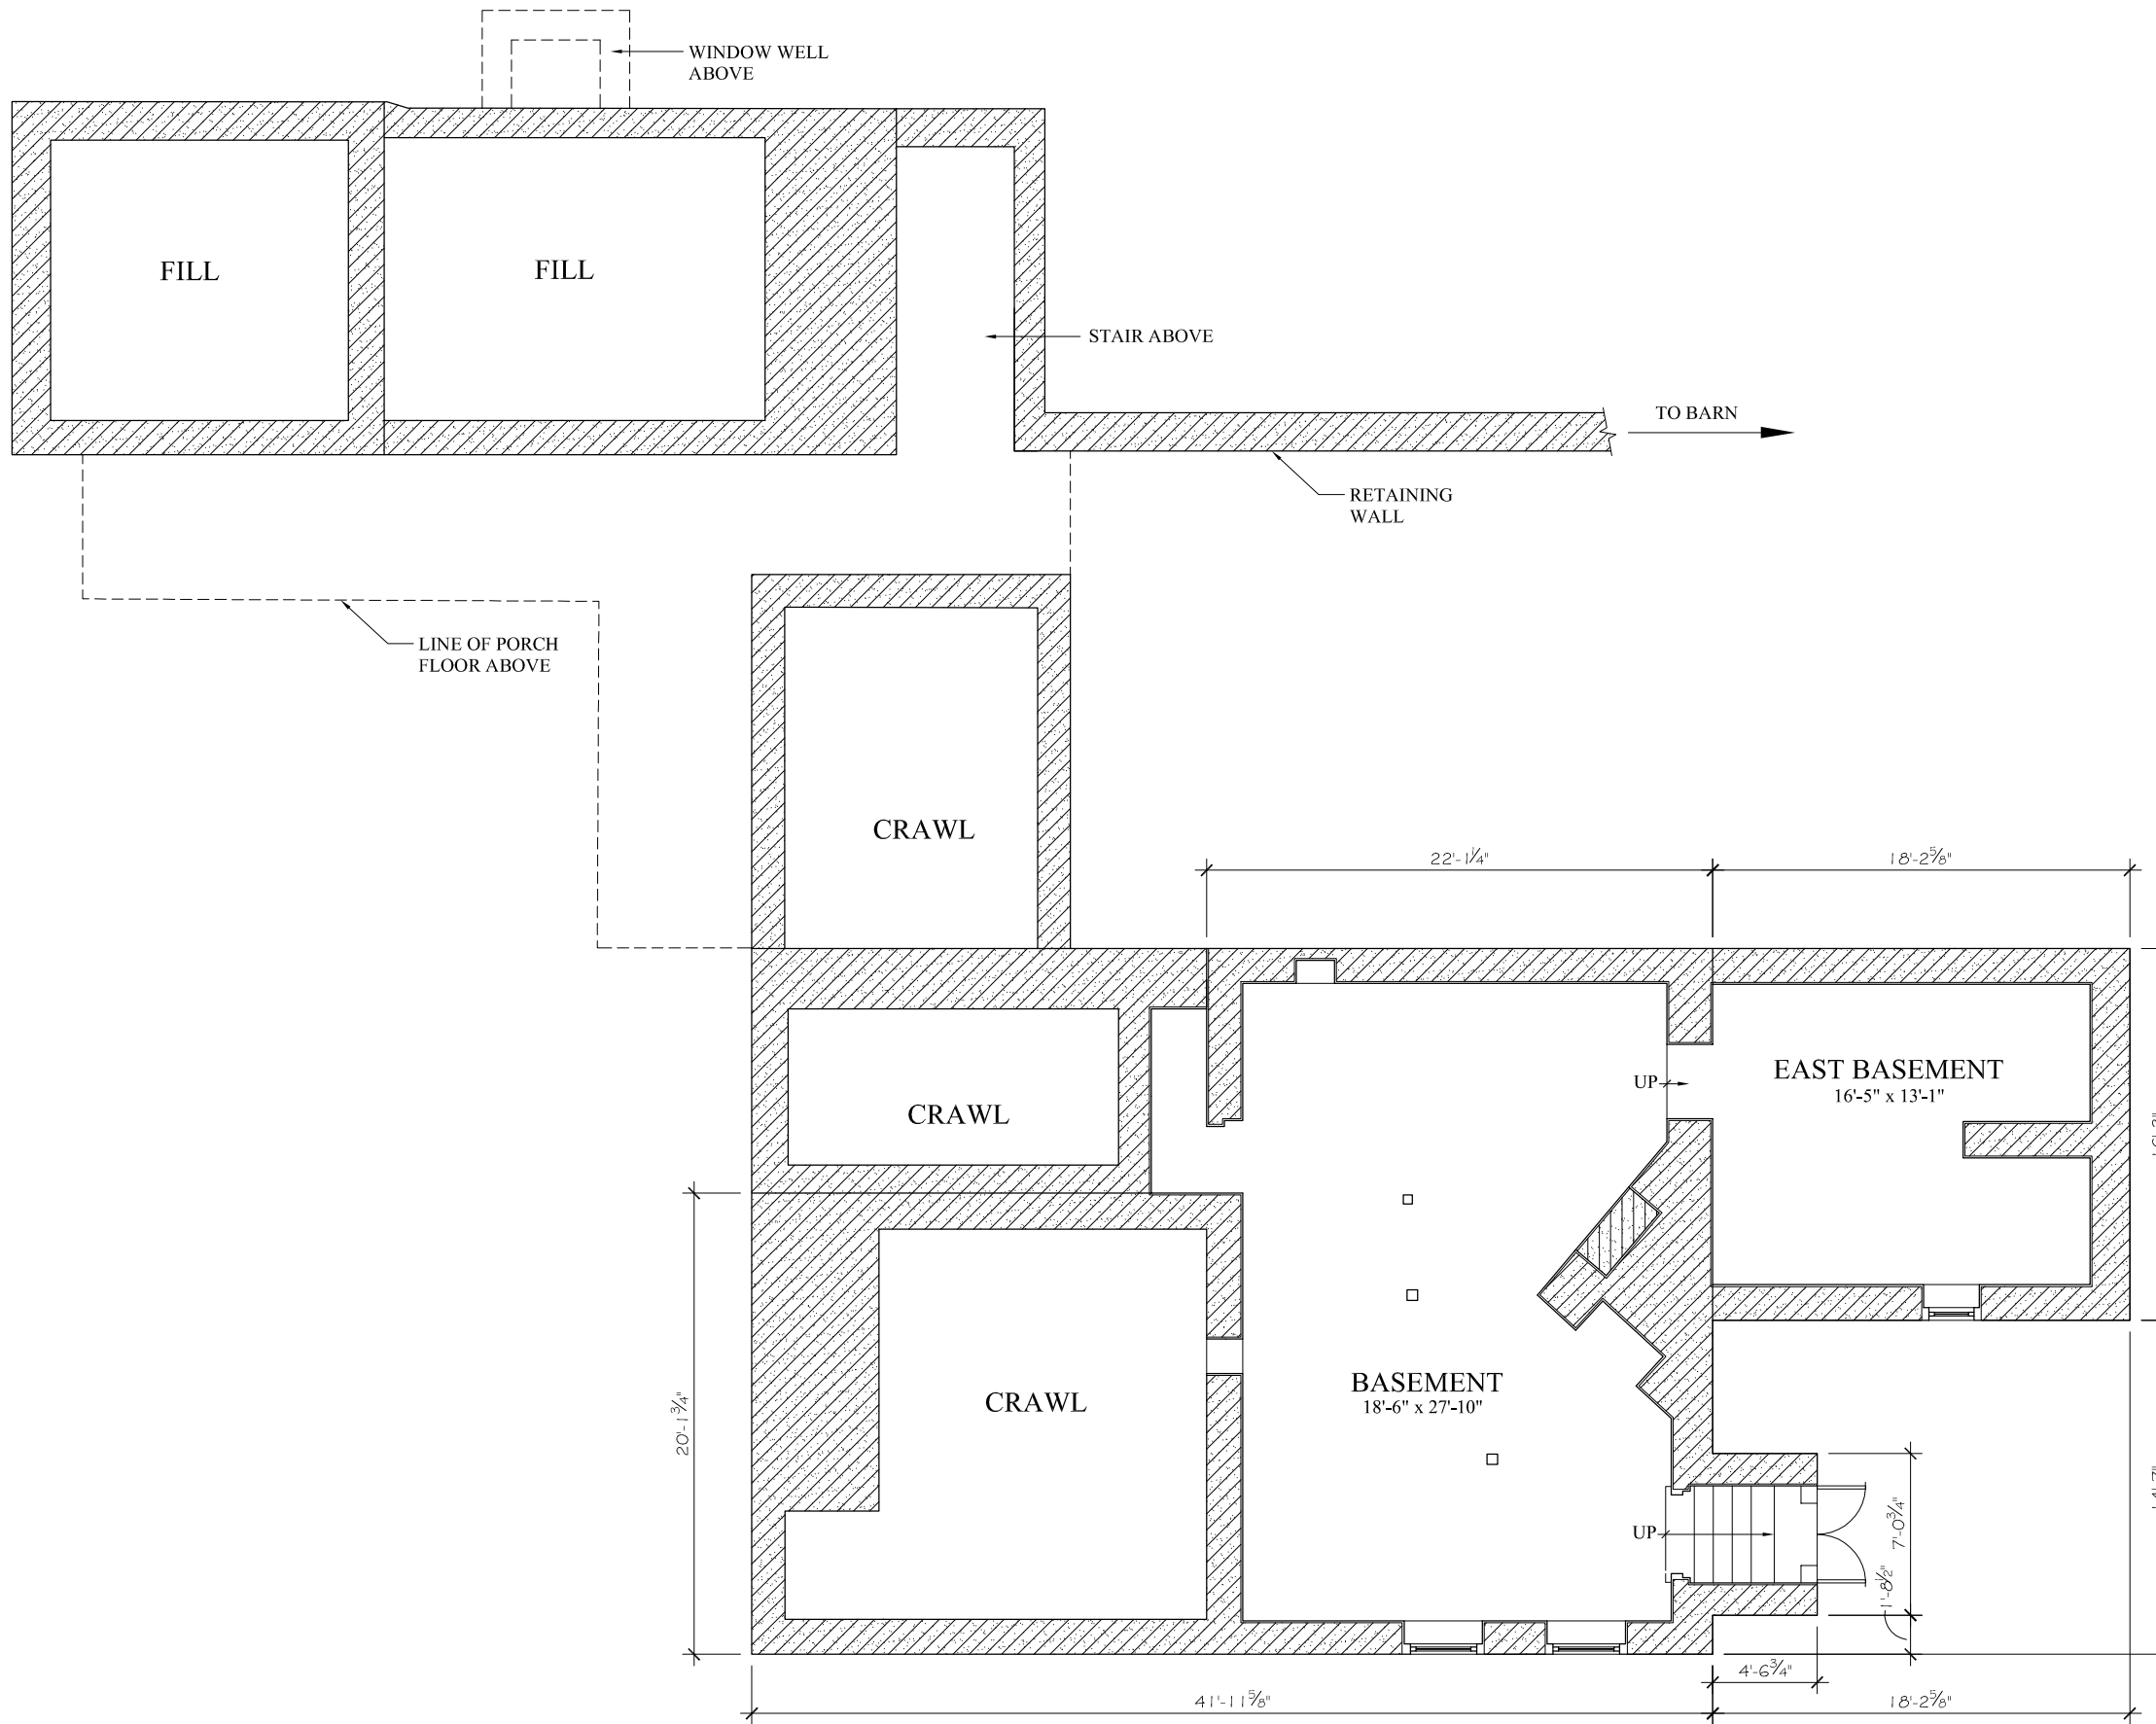 WINDOW WELL
ABOVE
FILL
FILL
STAIR ABOVE
TO BARN
RETAINING
WALL
LINE OF PORCH
FLOOR ABOVE
CRAWL
22'-1¼"
18'-2⅝"
EAST BASEMENT
16'-5" x 13'-1"
UP
CRAWL
20'-1¾"
CRAWL
BASEMENT
18'-6" x 27'-10"
UP
7'-0¾"
1'-8½"
4'-6¾"
41'-11⅝"
18'-2⅝"